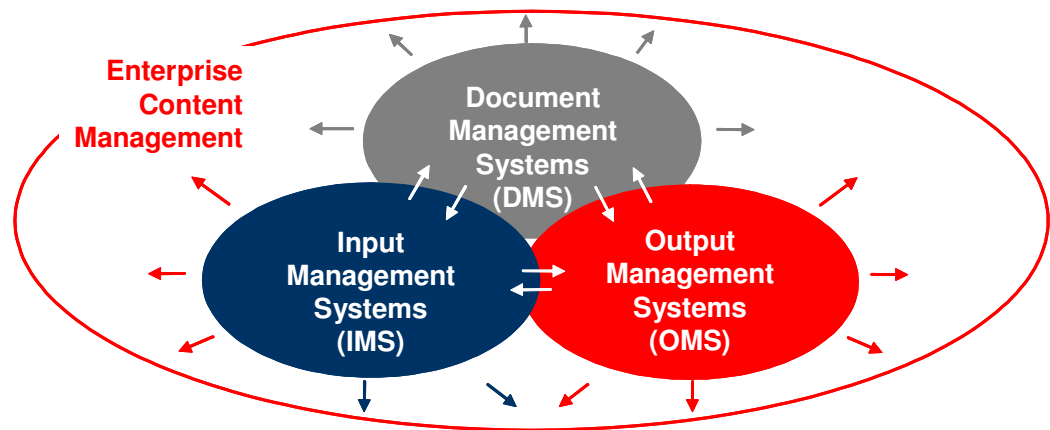 Enterprise
Content
Management
Document
Management
Systems
(DMS)
Input
Management
Systems
(IMS)
Output
Management
Systems
(OMS)